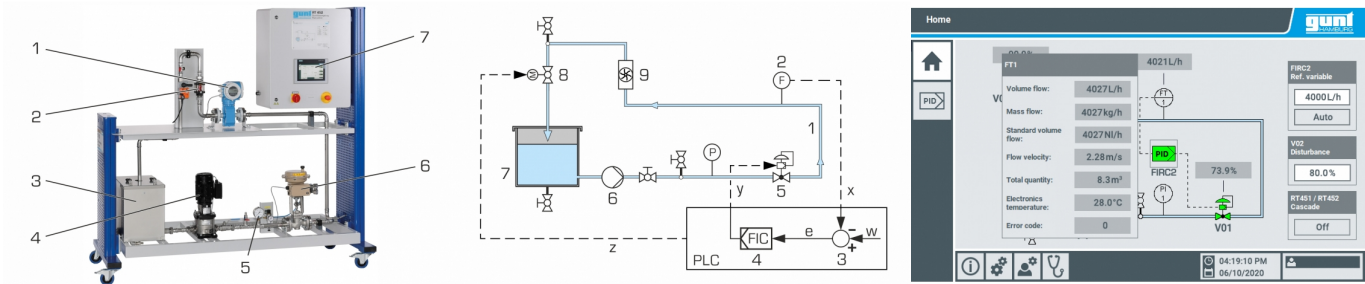 gunt
1
2
3
4
5
6
7
8
9
2
F
1
P
7
6
5
y
x
z
FIC
e
w
-
+
PLC
4
3
Home
gunt
HAMBURG
PID
FT1
Volume flow: 4027L/h
Mass flow: 4027kg/h
Standard volume flow: 4027Nl/h
Flow velocity: 2.28m/s
Total quantity: 8.3m³
Electronics temperature: 28.0°C
Error code: 0
4021L/h
FT
1
PID
FIRC2
73.9%
PI
1
V01
FIRC2
Ref. variable
4000L/h
Auto
V02
Disturbance
80.0%
RT451 / RT452
Cascade
Off
04:19:10 PM
06/10/2020